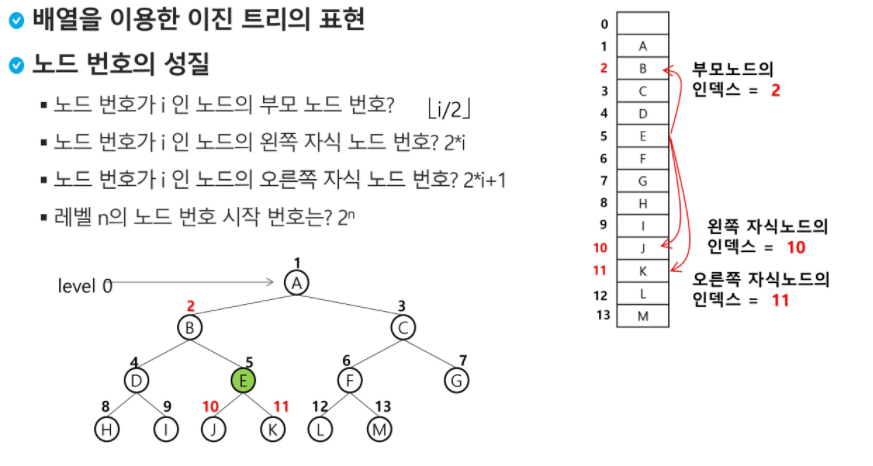 배열을 이용한 이진 트리의 표현
노드 번호의 성질
▪ 노드 번호가 i 인 노드의 부모 노드 번호? ⌊i/2⌋
▪ 노드 번호가 i 인 노드의 왼쪽 자식 노드 번호? 2*i
▪ 노드 번호가 i 인 노드의 오른쪽 자식 노드 번호? 2*i+1
▪ 레벨 n의 노드 번호 시작 번호는? 2ⁿ
level 0
1
A
2 3
B C
4 5 6 7
D E F G
8 9 10 11 12 13
H I J K L M
0
1 A
2 B
3 C
4 D
5 E
6 F
7 G
8 H
9 I
10 J
11 K
12 L
13 M
부모노드의
인덱스 = 2
왼쪽 자식노드의
인덱스 = 10
오른쪽 자식노드의
인덱스 = 11